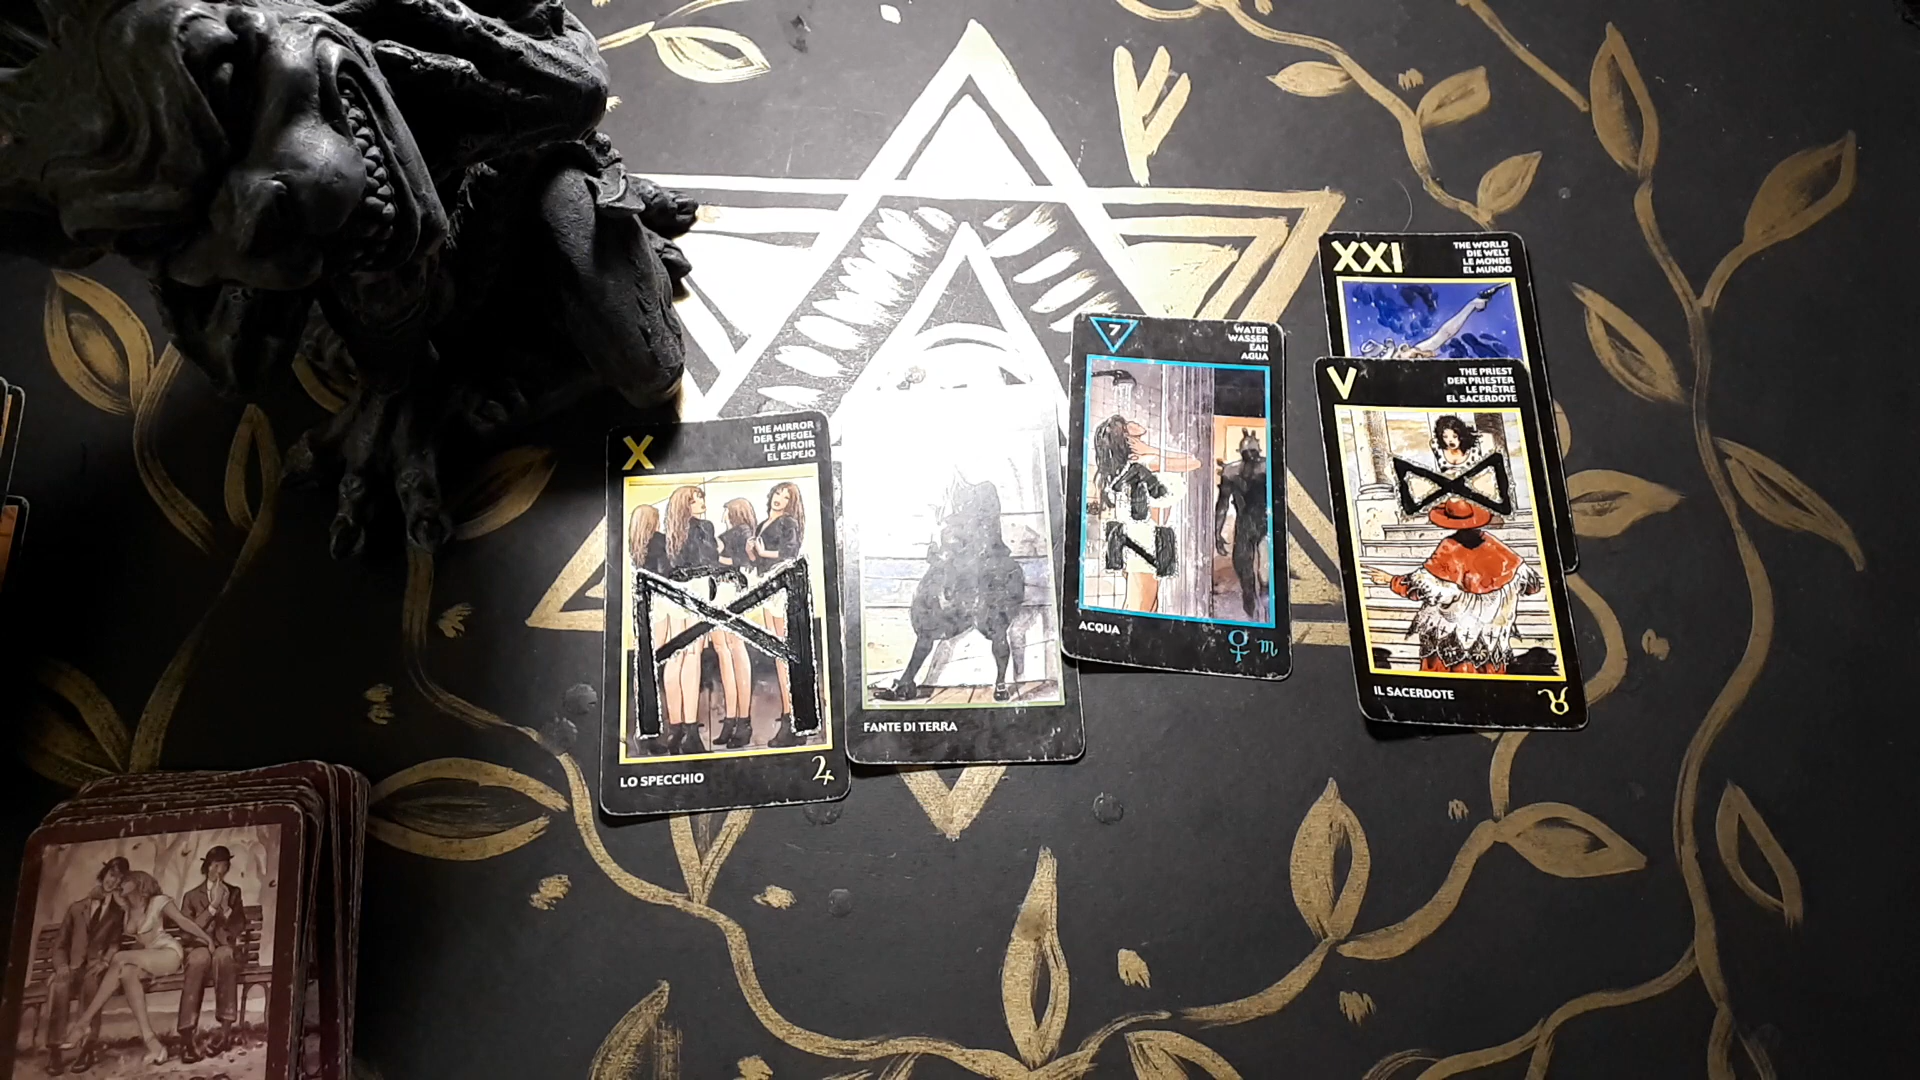 X
THE MIRROR
DER SPIEGEL
LE MIROIR
EL ESPEJO
LO SPECCHIO
FANTE DI TERRA
7
WATER
WASSER
EAU
AGUA
ACQUA
XXI
THE WORLD
DIE WELT
LE MONDE
EL MUNDO
V
THE PRIEST
DER PRIESTER
LE PRÊTRE
EL SACERDOTE
IL SACERDOTE